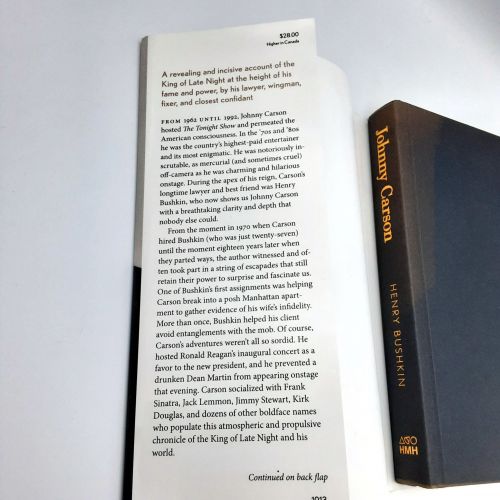 $28.00
Higher in Canada
A revealing and incisive account of the
King of Late Night at the height of his
fame and power, by his lawyer, wingman,
fixer, and closest confidant
FROM 1962 UNTIL 1992, Johnny Carson
hosted The Tonight Show and permeated the
American consciousness. In the '70s and '80s
he was the country's highest-paid entertainer
and its most enigmatic. He was notoriously in-
scrutable, as mercurial (and sometimes cruel)
off-camera as he was charming and hilarious
onstage. During the apex of his reign, Carson's
longtime lawyer and best friend was Henry
Bushkin, who now shows us Johnny Carson
with a breathtaking clarity and depth that
nobody else could.
From the moment in 1970 when Carson
hired Bushkin (who was just twenty-seven)
until the moment eighteen years later when
they parted ways, the author witnessed and of-
ten took part in a string of escapades that still
retain their power to surprise and fascinate us.
One of Bushkin's first assignments was helping
Carson break into a posh Manhattan apart-
ment to gather evidence of his wife's infidelity.
More than once, Bushkin helped his client
avoid entanglements with the mob. Of course,
Carson's adventures weren't all so sordid. He
hosted Ronald Reagan's inaugural concert as a
favor to the new president, and he prevented a
drunken Dean Martin from appearing onstage
that evening. Carson socialized with Frank
Sinatra, Jack Lemmon, Jimmy Stewart, Kirk
Douglas, and dozens of other boldface names
who populate this atmospheric and propulsive
chronicle of the King of Late Night and his
world.
Continued on back flap
1013
Johnny Carson
HENRY BUSHKIN
HMH